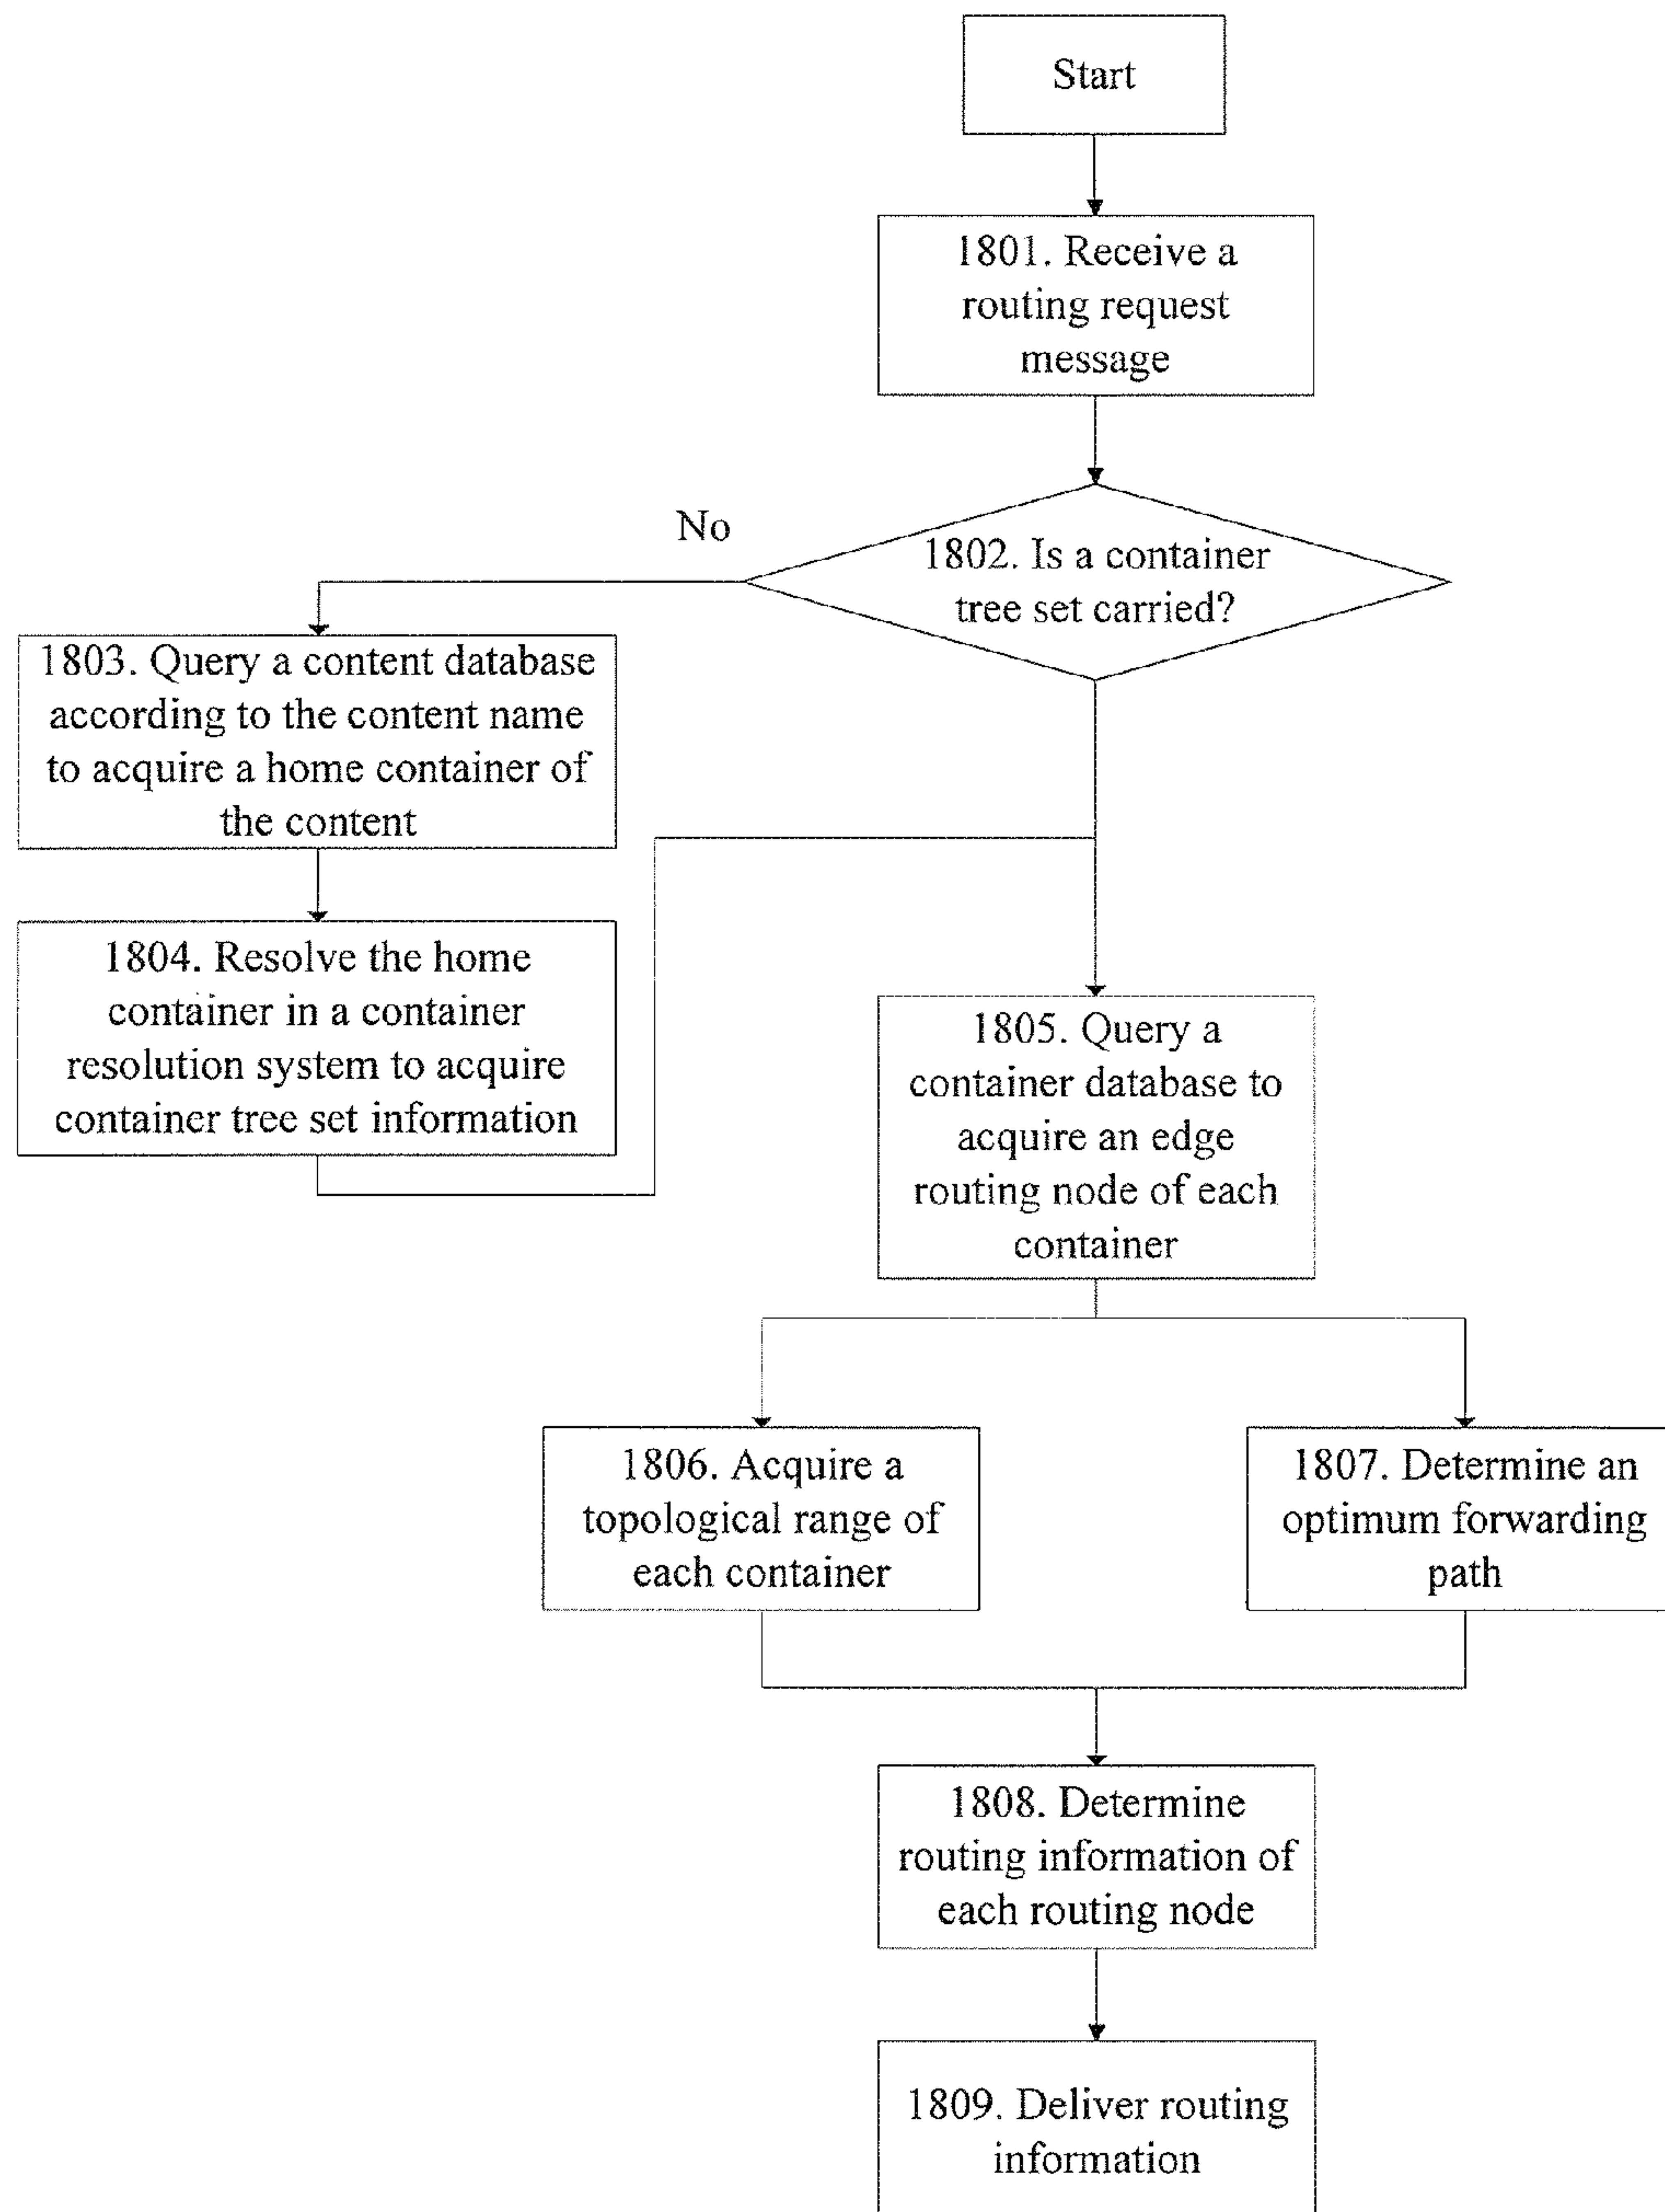 Start
1801. Receive a
routing request
message
No
1802. Is a container
tree set carried?
1803. Query a content database
according to the content name
to acquire a home container of
the content
1804. Resolve the home
container in a container
resolution system to acquire
container tree set information
1805. Query a
container database to
acquire an edge
routing node of each
container
1806. Acquire a
topological range of
each container
1807. Determine an
optimum forwarding
path
1808. Determine
routing information of
each routing node
1809. Deliver routing
information